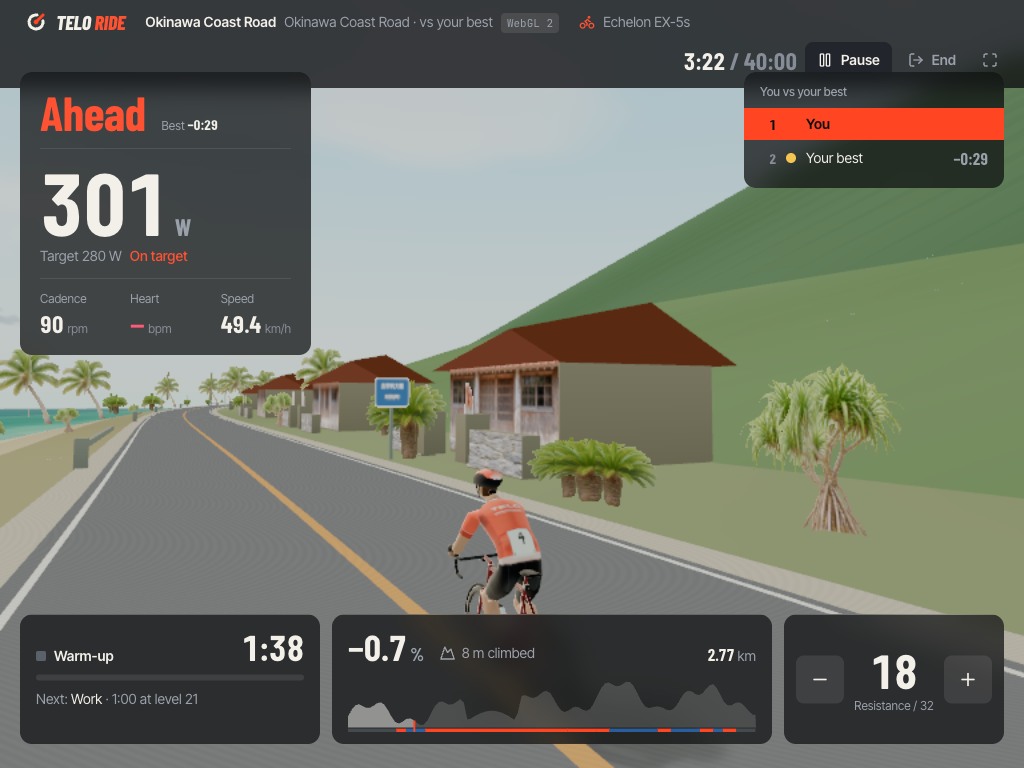 TELO RIDE
Okinawa Coast Road Okinawa Coast Road · vs your best WebGL 2 Echelon EX-5s
3:22 / 40:00 Pause End
Ahead Best −0:29
301 W
Target 280 W On target
Cadence Heart Speed
90 rpm – bpm 49.4 km/h
You vs your best
1 You
2 Your best −0:29
4
Warm-up 1:38
Next: Work · 1:00 at level 21
−0.7 % 8 m climbed 2.77 km
− 18 +
Resistance / 32